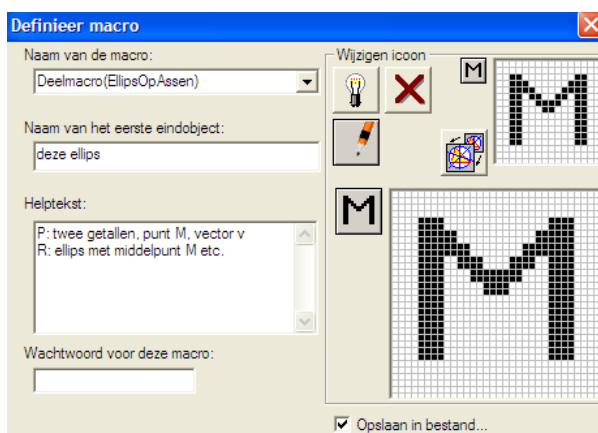 Definieer macro
Naam van de macro:
Deelmacro(EllipsOpAssen)
Naam van het eerste eindobject:
deze ellips
Helptekst:
P: twee getallen, punt M, vector v
R: ellips met middelpunt M etc.
Wachtwoord voor deze macro:
Wijzigen icoon
M
M
M
M
Opslaan in bestand...